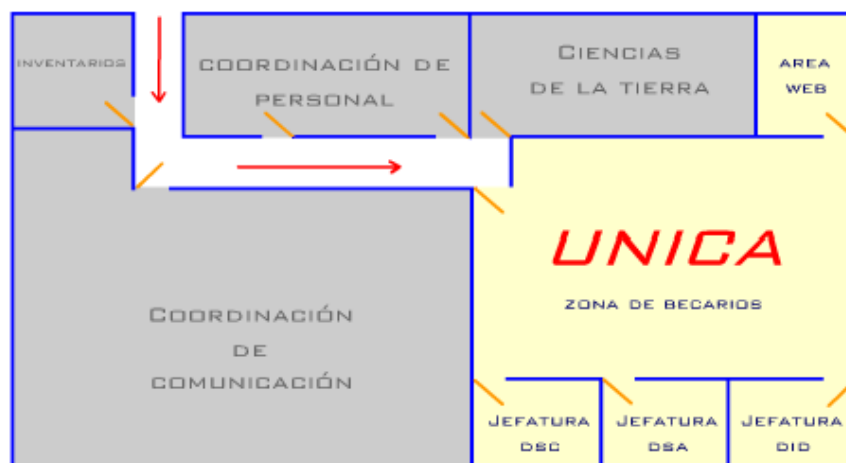 INVENTARIOS
COORDINACIÓN DE
PERSONAL
CIENCIAS
DE LA TIERRA
AREA
WEB
UNICA
ZONA DE BECARIOS
COORDINACIÓN
DE
COMUNICACIÓN
JEFATURA
DSC
JEFATURA
DSA
JEFATURA
DID